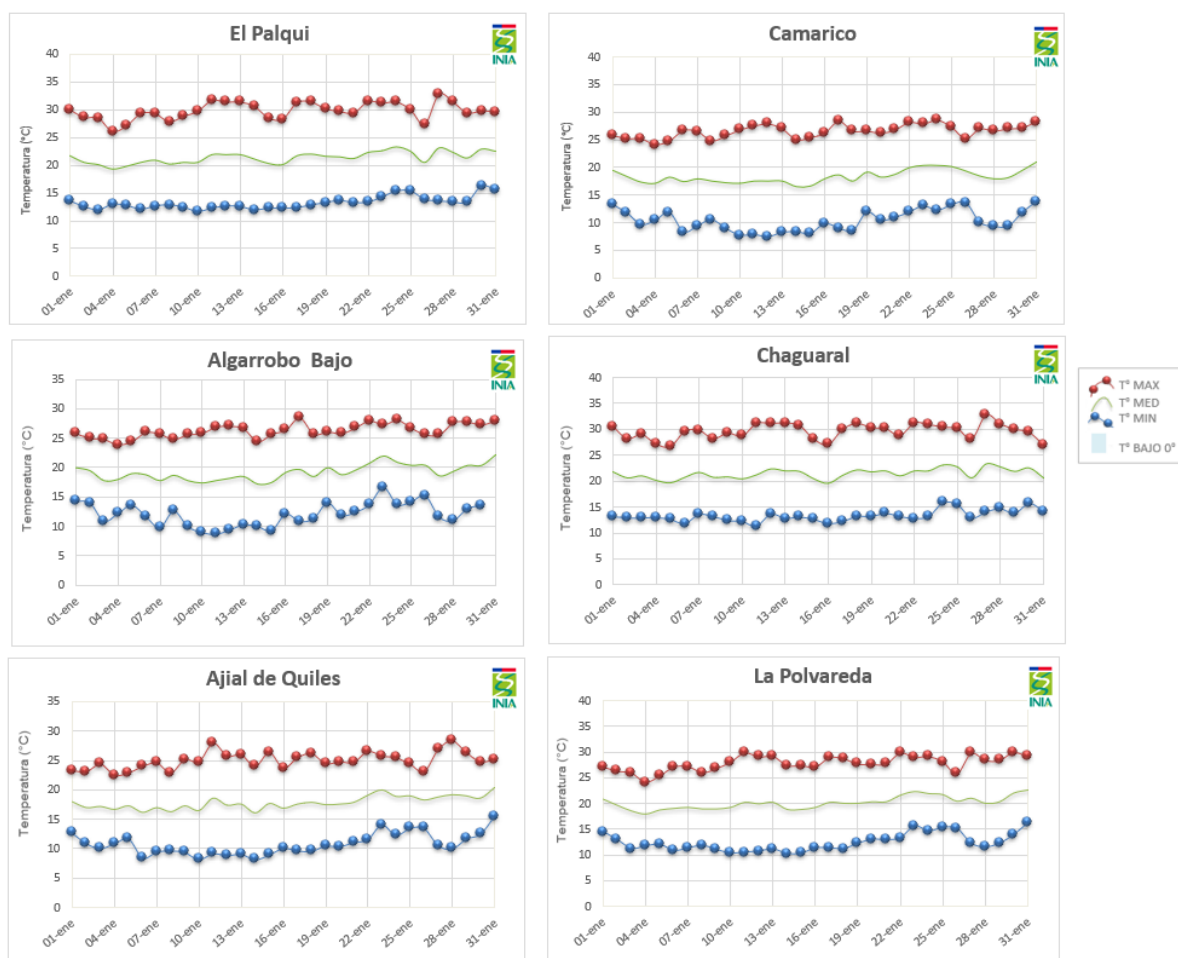 El Palqui
INIA
Temperatura (°C)
40
35
30
25
20
15
10
5
0
01-ene
04-ene
07-ene
10-ene
13-ene
16-ene
19-ene
22-ene
25-ene
28-ene
31-ene
Camarico
INIA
Temperatura (°C)
40
35
30
25
20
15
10
5
0
01-ene
04-ene
07-ene
10-ene
13-ene
16-ene
19-ene
22-ene
25-ene
28-ene
31-ene
Algarrobo Bajo
INIA
Temperatura (°C)
35
30
25
20
15
10
5
0
01-ene
04-ene
07-ene
10-ene
13-ene
16-ene
19-ene
22-ene
25-ene
28-ene
31-ene
Chaguaral
INIA
Temperatura (°C)
40
35
30
25
20
15
10
5
0
01-ene
04-ene
07-ene
10-ene
13-ene
16-ene
19-ene
22-ene
25-ene
28-ene
31-ene
T° MAX
T° MED
T° MIN
T° BAJO 0°
Ajial de Quiles
INIA
Temperatura (°C)
35
30
25
20
15
10
5
0
01-ene
04-ene
07-ene
10-ene
13-ene
16-ene
19-ene
22-ene
25-ene
28-ene
31-ene
La Polvareda
INIA
Temperatura (°C)
40
35
30
25
20
15
10
5
0
01-ene
04-ene
07-ene
10-ene
13-ene
16-ene
19-ene
22-ene
25-ene
28-ene
31-ene